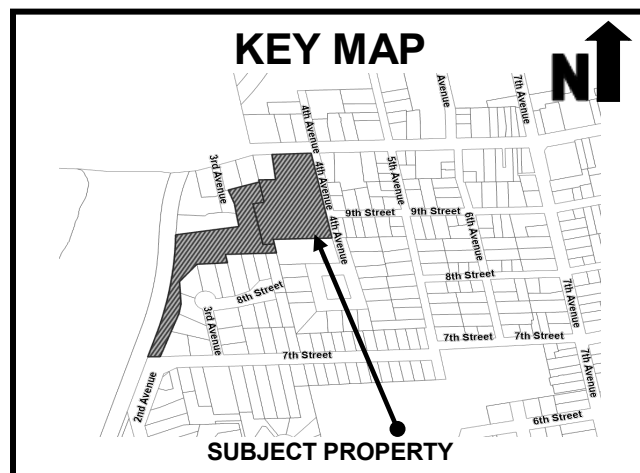 KEY MAP
N
Avenue
7th Avenue
4th Avenue
3rd Avenue
4th Avenue
5th Avenue
9th Street
9th Street
4th Avenue
6th Avenue
8th Street
8th Street
7th Avenue
3rd Avenue
7th Street
7th Street
7th Street
7th Avenue
2nd Avenue
6th Street
SUBJECT PROPERTY